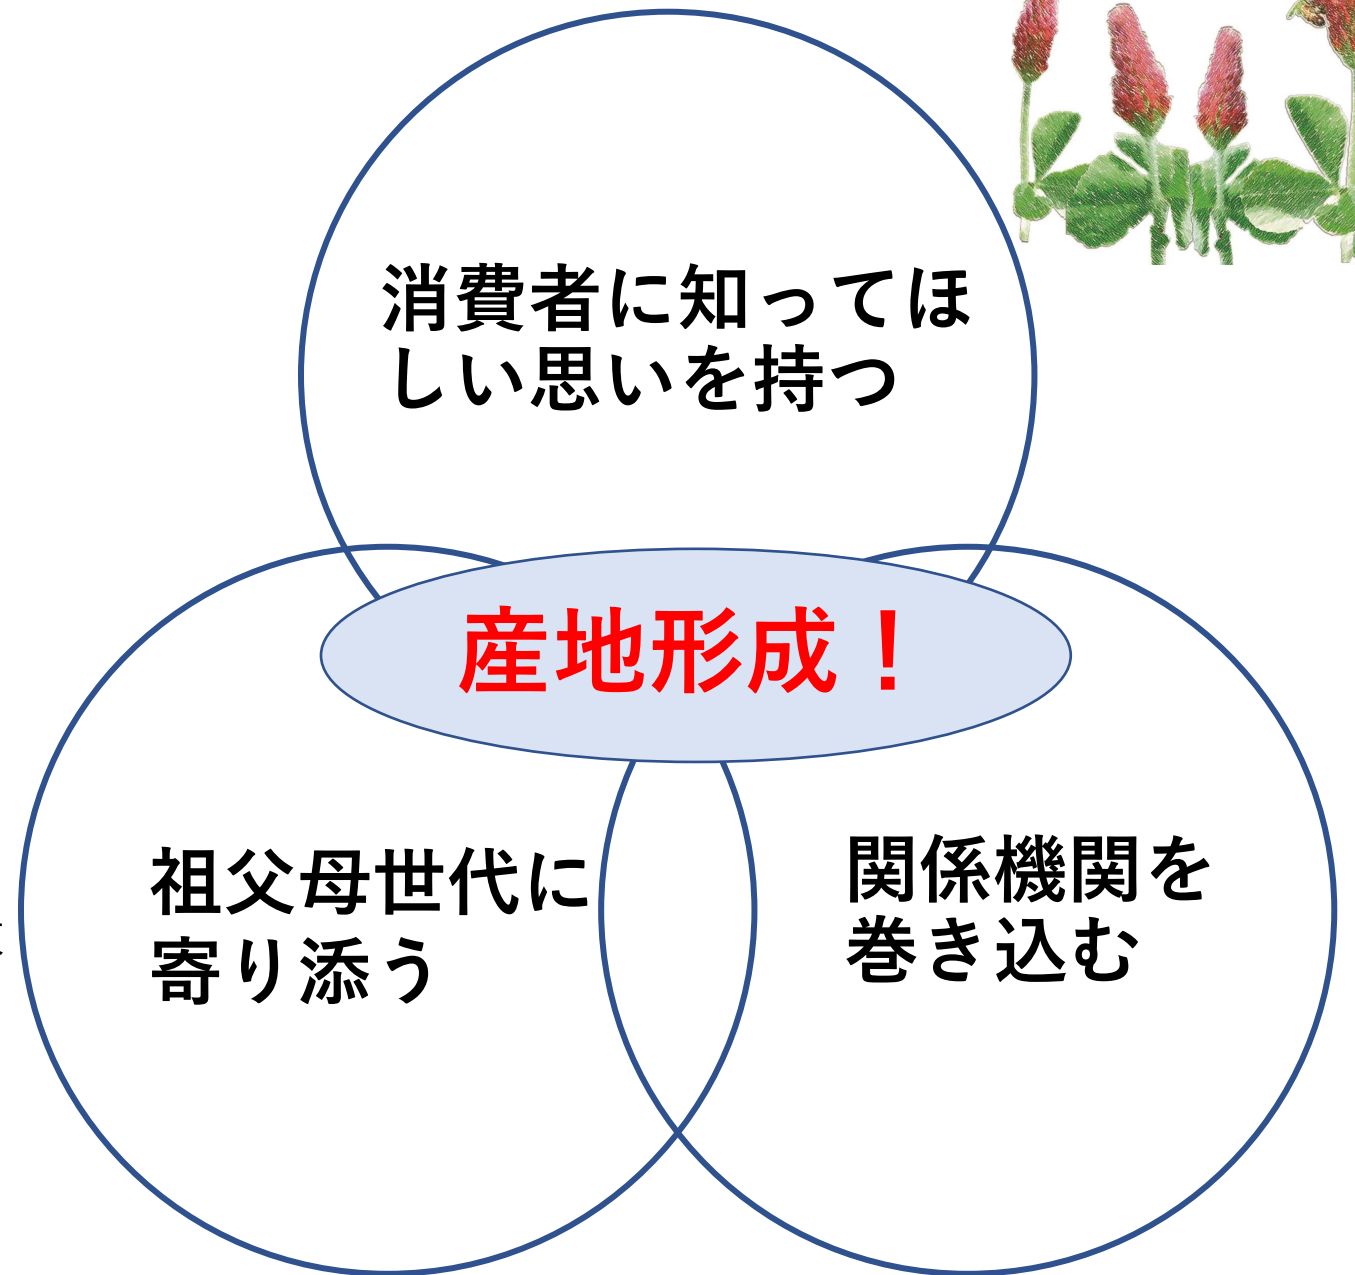 消費者に知ってほ
しい思いを持つ
産地形成！
祖父母世代に
寄り添う
関係機関を
巻き込む